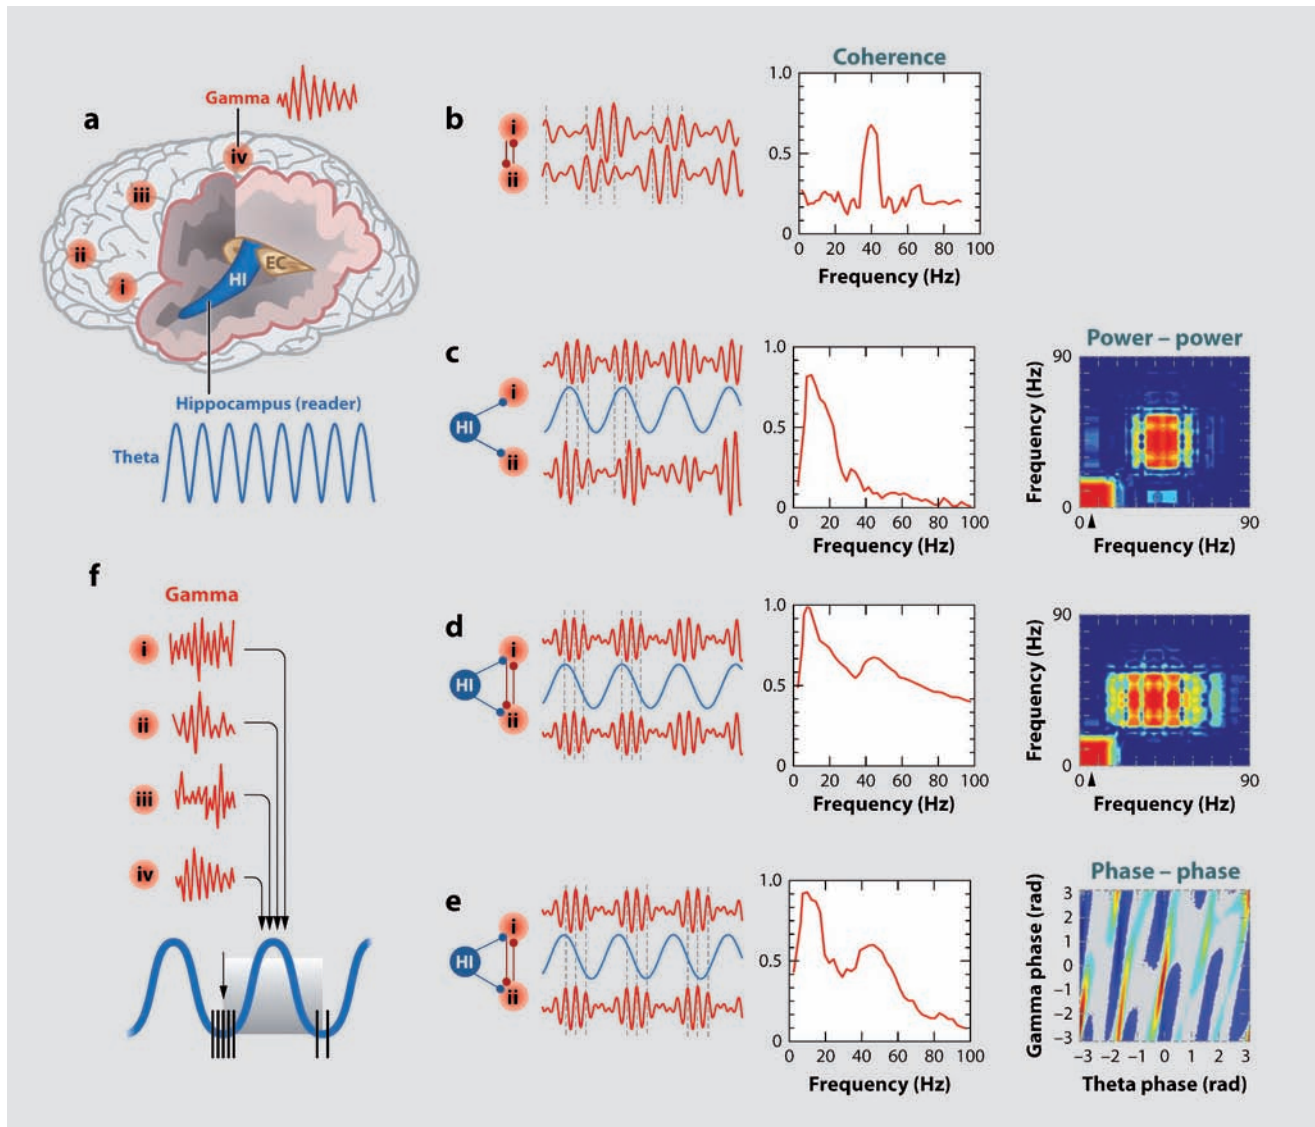 a
Gamma
iv
iii
ii
i
HI
EC
Hippocampus (reader)
Theta
b
i
ii
Coherence
1.0
0.5
0
0 20 40 60 80 100
Frequency (Hz)
c
HI
i
ii
1.0
0.5
0
0 20 40 60 80 100
Frequency (Hz)
Power – power
90
Frequency (Hz)
0
0 90
Frequency (Hz)
d
HI
i
ii
1.0
0.5
0
0 20 40 60 80 100
Frequency (Hz)
90
Frequency (Hz)
0
0 90
Frequency (Hz)
e
HI
i
ii
1.0
0.5
0
0 20 40 60 80 100
Frequency (Hz)
Phase – phase
Gamma phase (rad)
3
2
1
0
–1
–2
–3
–3 –2 –1 0 1 2 3
Theta phase (rad)
f
Gamma
i
ii
iii
iv